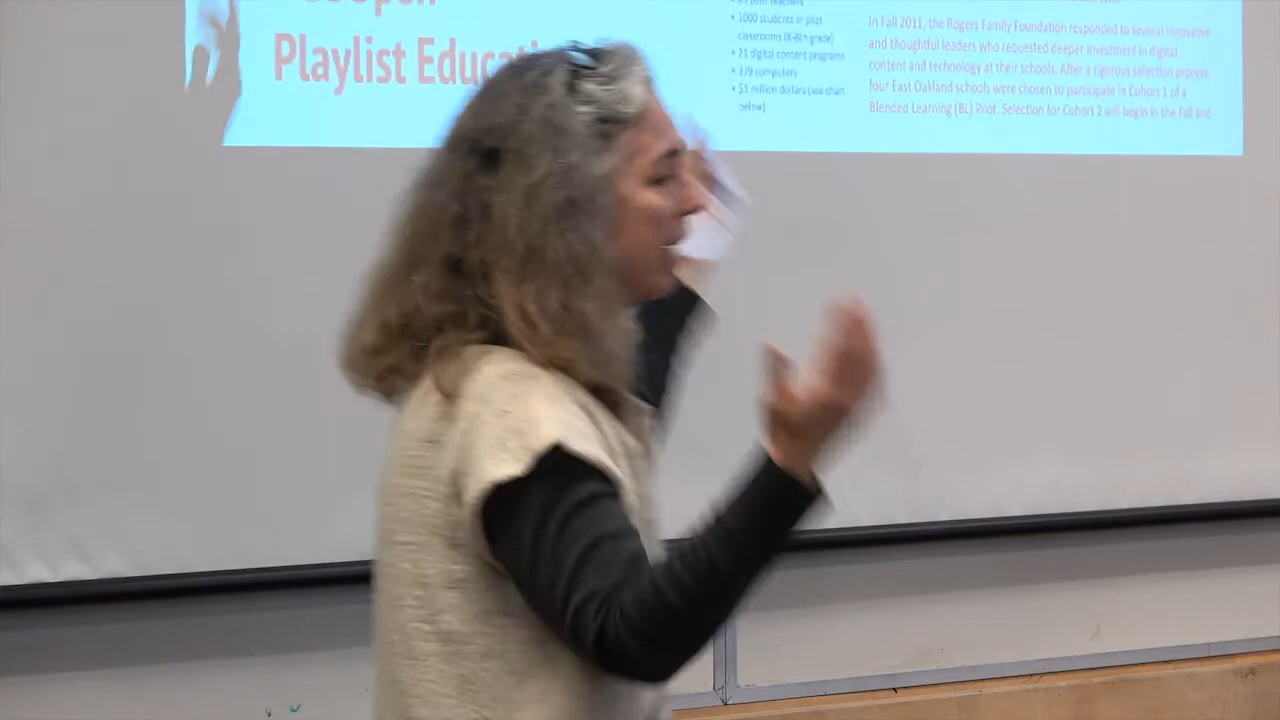 Playlist
• 1000 students in pilot
classrooms (K-8th grade)
• 21 digital content programs
• 379 computers
• $1 million dollars (see chart
below)
In Fall 2011, the Rogers Family Foundation responded to several innovative
and thoughtful leaders who requested deeper investment in digital
content and technology at their schools. After a rigorous selection process,
four East Oakland schools were chosen to participate in Cohort 1 of a
Blended Learning (BL) Pilot. Selection for Cohort 2 will begin in the Fall and